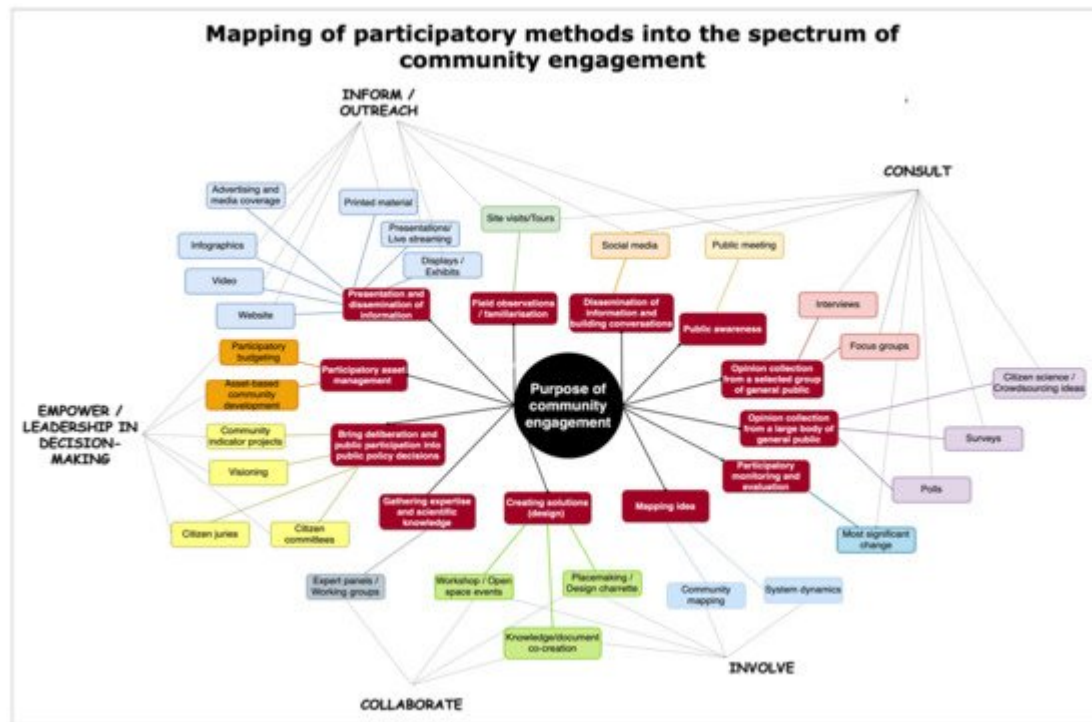 Mapping of participatory methods into the spectrum of
community engagement
INFORM /
OUTREACH
CONSULT
Advertising and
media coverage
Printed material
Site visits/Tours
Presentations/
Live streaming
Infographics
Social media
Public meeting
Displays /
Exhibits
Video
Website
Presentation and
dissemination of
information
Field observations
/ familiarisation
Dissemination of
information and
building conversations
Public awareness
Interviews
Focus groups
Participatory
budgeting
Participatory asset
management
Asset-based
community
development
Purpose of
community
engagement
Opinion collection
from a selected group
of general public
Citizen science /
Crowdsourcing ideas
EMPOWER /
LEADERSHIP IN
DECISION-
MAKING
Community
indicator projects
Bring deliberation and
public participation into
public policy decisions
Opinion collection
from a large body of
general public
Surveys
Visioning
Participatory
monitoring and
evaluation
Polls
Gathering expertise
and scientific
knowledge
Creating solutions
(design)
Mapping idea
Citizen juries
Citizen
committees
Most significant
change
Expert panels /
Working groups
Workshop / Open
space events
Placemaking /
Design charrette
Community
mapping
System dynamics
Knowledge/document
co-creation
INVOLVE
COLLABORATE